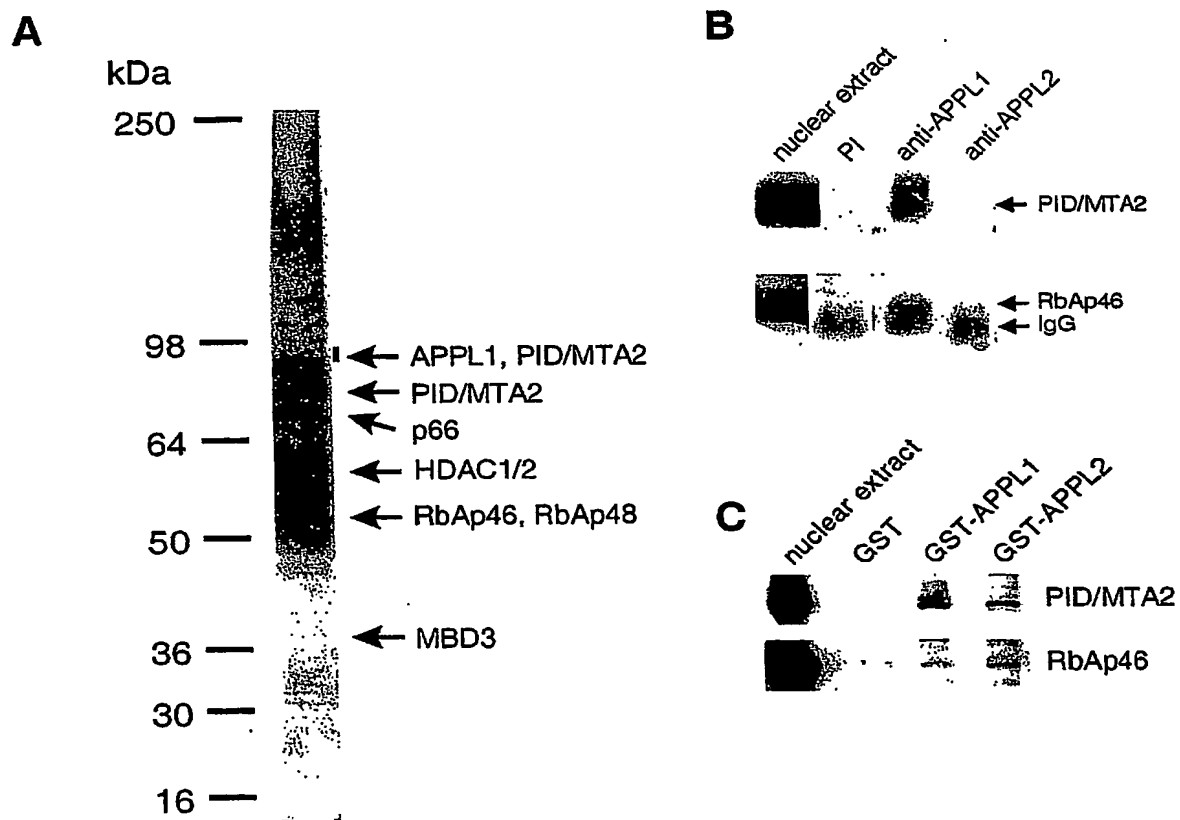 A
kDa
250
98
64
50
36
30
16
APPL1, PID/MTA2
PID/MTA2
p66
HDAC1/2
RbAp46, RbAp48
MBD3
B
nuclear extract
PI
anti-APPL1
anti-APPL2
PID/MTA2
RbAp46
IgG
C
nuclear extract
GST
GST-APPL1
GST-APPL2
PID/MTA2
RbAp46